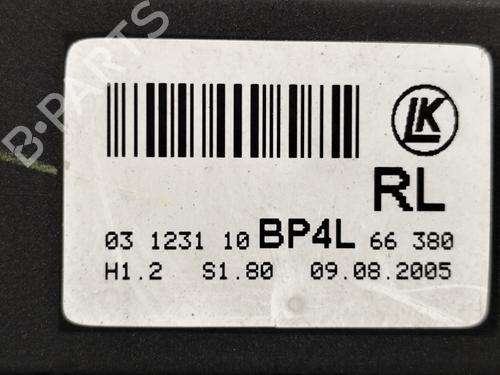 B-PARTS
LK
RL
03 1231 10 BP4L 66 380
H1.2 S1.80 09.08.2005